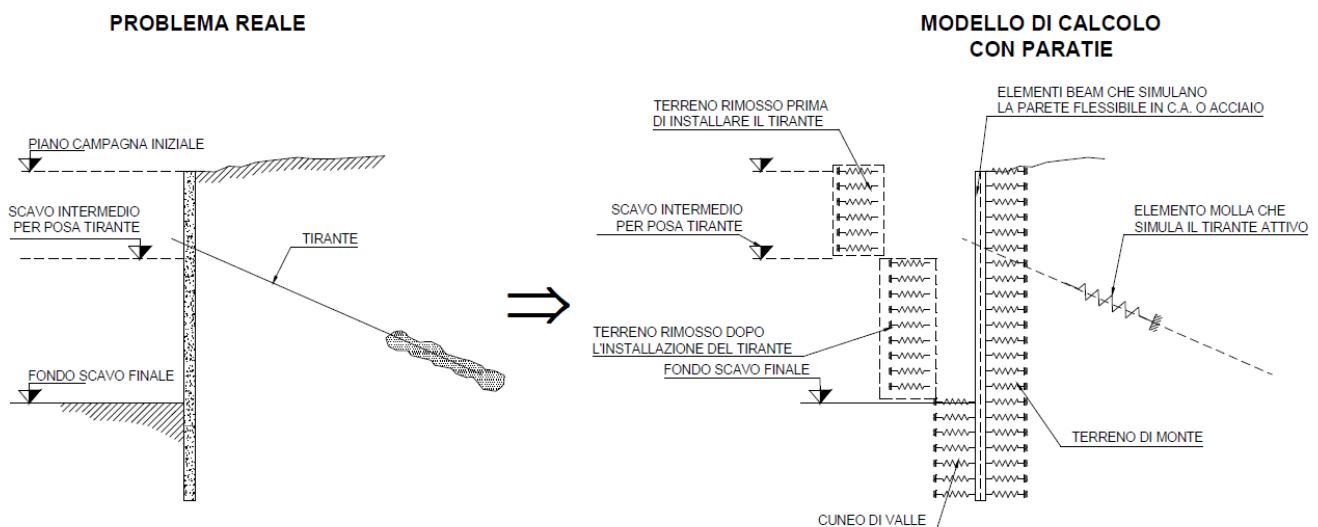 PROBLEMA REALE
PIANO CAMPAGNA INIZIALE
SCAVO INTERMEDIO
PER POSA TIRANTE
TIRANTE
FONDO SCAVO FINALE
MODELLO DI CALCOLO
CON PARATIE
ELEMENTI BEAM CHE SIMULANO
LA PARETE FLESSIBILE IN C.A. O ACCIAIO
TERRENO RIMOSSO PRIMA
DI INSTALLARE IL TIRANTE
SCAVO INTERMEDIO
PER POSA TIRANTE
ELEMENTO MOLLA CHE
SIMULA IL TIRANTE ATTIVO
TERRENO RIMOSSO DOPO
L'INSTALLAZIONE DEL TIRANTE
FONDO SCAVO FINALE
TERRENO DI MONTE
CUNEO DI VALLE